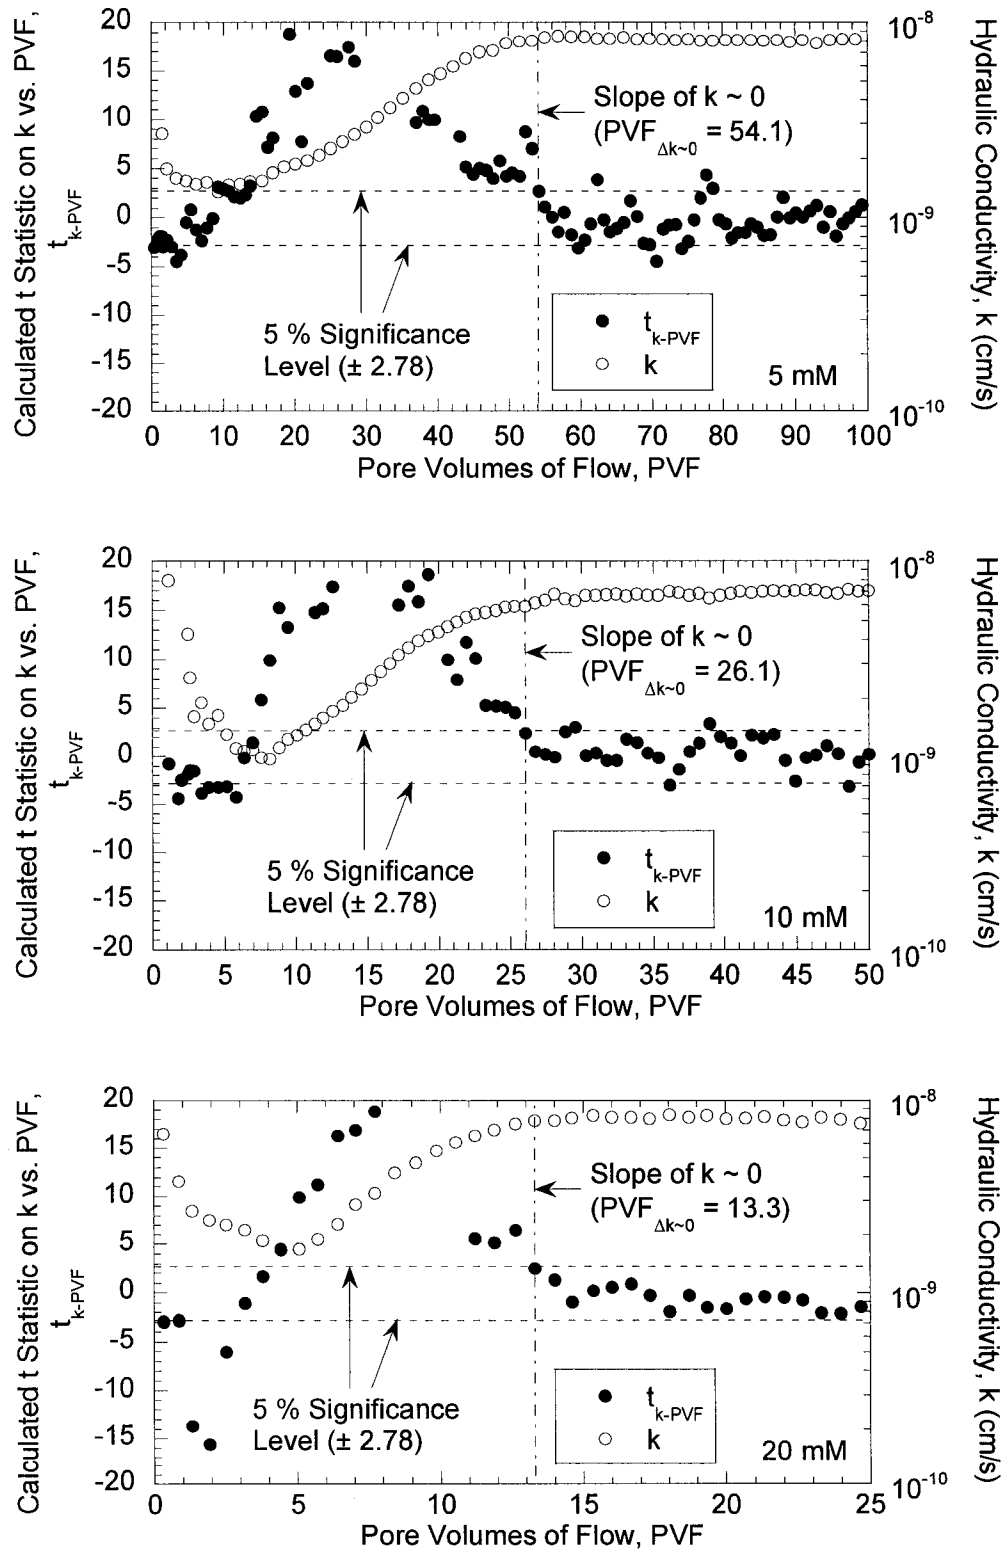 Calculated t Statistic on k vs. PVF,
t k-PVF
20
15
10
5
0
-5
-10
-15
-20
Slope of k ~ 0
(PVF Δk~0 = 54.1)
5 % Significance
Level (± 2.78)
t k-PVF
k
5 mM
10-8
10-9
10-10
Hydraulic Conductivity, k (cm/s)
0 10 20 30 40 50 60 70 80 90 100
Pore Volumes of Flow, PVF
Calculated t Statistic on k vs. PVF,
t k-PVF
20
15
10
5
0
-5
-10
-15
-20
Slope of k ~ 0
(PVF Δk~0 = 26.1)
5 % Significance
Level (± 2.78)
t k-PVF
k
10 mM
10-8
10-9
10-10
Hydraulic Conductivity, k (cm/s)
0 5 10 15 20 25 30 35 40 45 50
Pore Volumes of Flow, PVF
Calculated t Statistic on k vs. PVF,
t k-PVF
20
15
10
5
0
-5
-10
-15
-20
Slope of k ~ 0
(PVF Δk~0 = 13.3)
5 % Significance
Level (± 2.78)
t k-PVF
k
20 mM
10-8
10-9
10-10
Hydraulic Conductivity, k (cm/s)
0 5 10 15 20 25
Pore Volumes of Flow, PVF